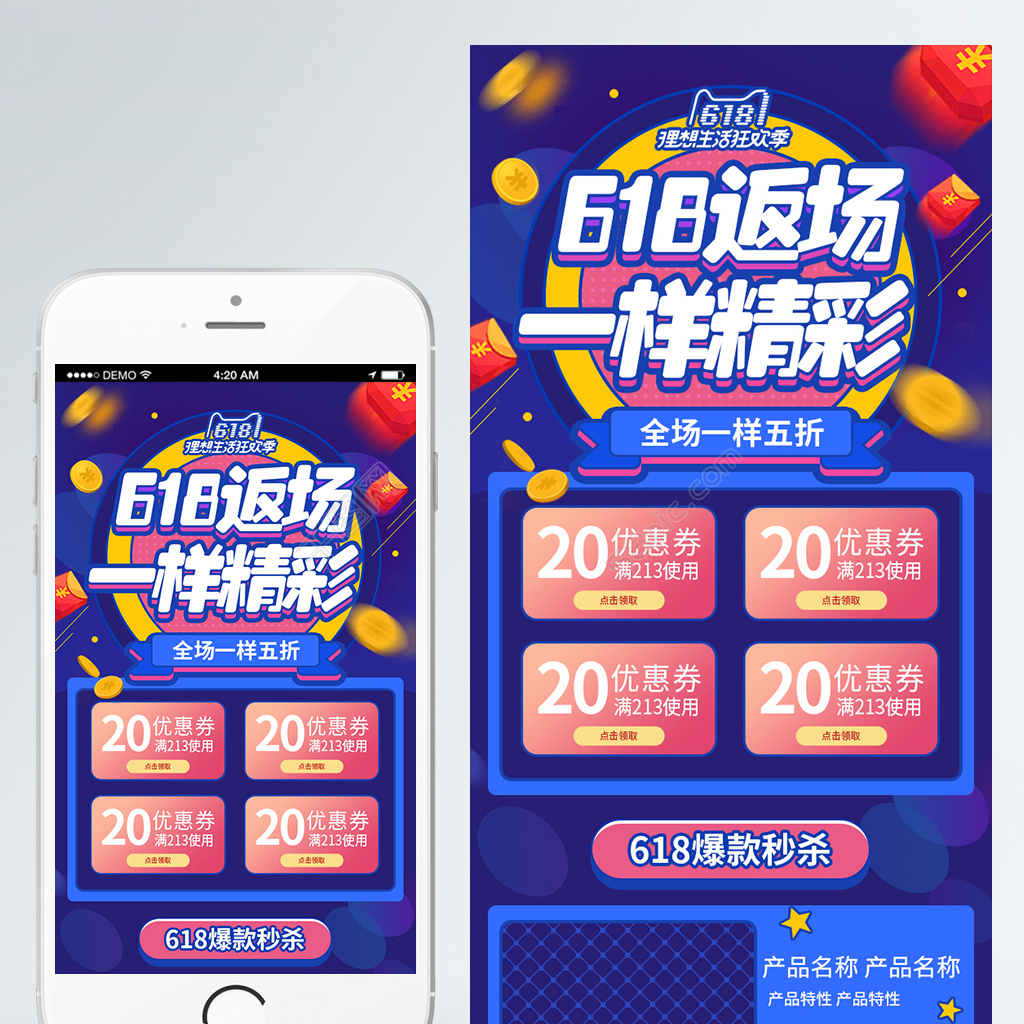 DEMO
4:20 AM
618
理想生活狂欢季
618返场
一样精彩
全场一样五折
20优惠券
满213使用
点击领取
20优惠券
满213使用
点击领取
20优惠券
满213使用
点击领取
20优惠券
满213使用
点击领取
618爆款秒杀
618
理想生活狂欢季
618返场
一样精彩
全场一样五折
20优惠券
满213使用
点击领取
20优惠券
满213使用
点击领取
20优惠券
满213使用
点击领取
20优惠券
满213使用
点击领取
618爆款秒杀
产品名称 产品名称
产品特性 产品特性